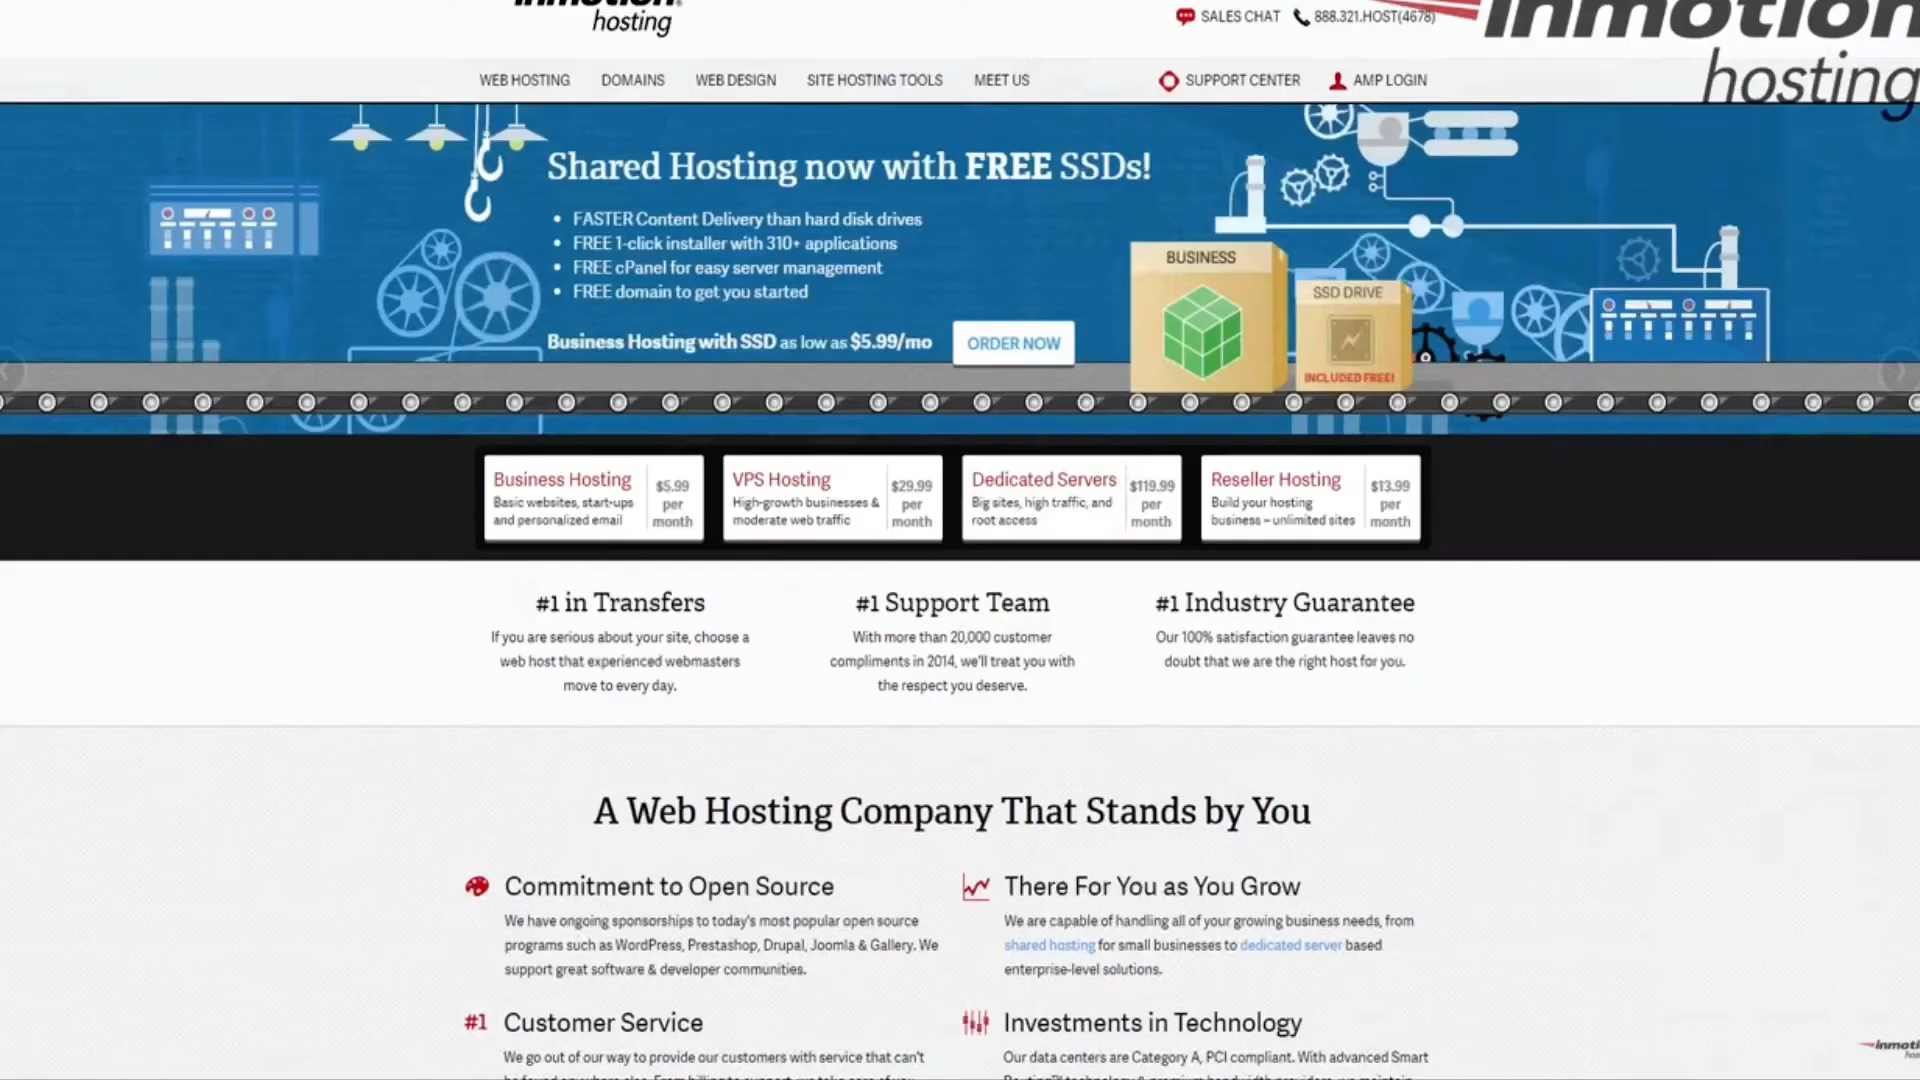 inmotion
hosting
SALES CHAT
888.321.HOST(4678)
inmotion
hosting
WEB HOSTING
DOMAINS
WEB DESIGN
SITE HOSTING TOOLS
MEET US
SUPPORT CENTER
AMP LOGIN
Shared Hosting now with FREE SSDs!
• FASTER Content Delivery than hard disk drives
• FREE 1-click installer with 310+ applications
• FREE cPanel for easy server management
• FREE domain to get you started
Business Hosting with SSD as low as $5.99/mo
ORDER NOW
BUSINESS
SSD DRIVE
INCLUDED FREE!
Business Hosting
Basic websites, start-ups
and personalized email
$5.99
per
month
VPS Hosting
High-growth businesses &
moderate web traffic
$29.99
per
month
Dedicated Servers
Big sites, high traffic, and
root access
$119.99
per
month
Reseller Hosting
Build your hosting
business – unlimited sites
$13.99
per
month
#1 in Transfers
If you are serious about your site, choose a
web host that experienced webmasters
move to every day.
#1 Support Team
With more than 20,000 customer
compliments in 2014, we'll treat you with
the respect you deserve.
#1 Industry Guarantee
Our 100% satisfaction guarantee leaves no
doubt that we are the right host for you.
A Web Hosting Company That Stands by You
Commitment to Open Source
We have ongoing sponsorships to today's most popular open source
programs such as WordPress, Prestashop, Drupal, Joomla & Gallery. We
support great software & developer communities.
There For You as You Grow
We are capable of handling all of your growing business needs, from
shared hosting for small businesses to dedicated server based
enterprise-level solutions.
#1 Customer Service
We go out of our way to provide our customers with service that can't
Investments in Technology
Our data centers are Category A, PCI compliant. With advanced Smart